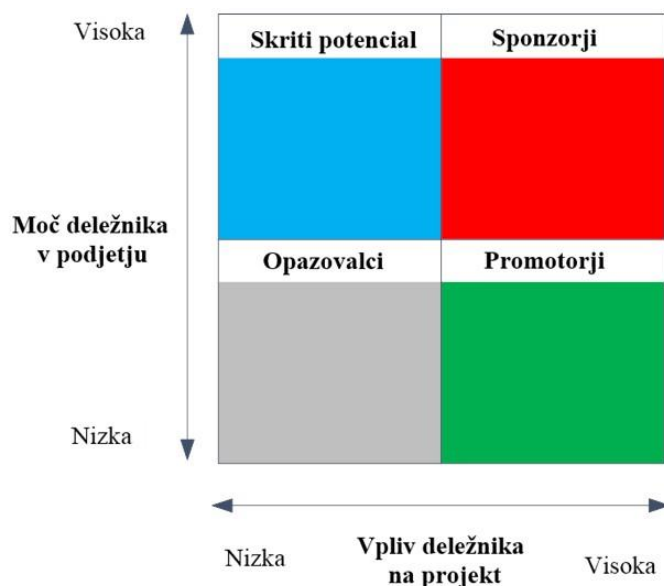 Visoka
Skriti potencial
Sponzorji
Moč deležnika
v podjetju
Opazovalci
Promotorji
Nizka
Nizka
Vpliv deležnika
na projekt
Visoka